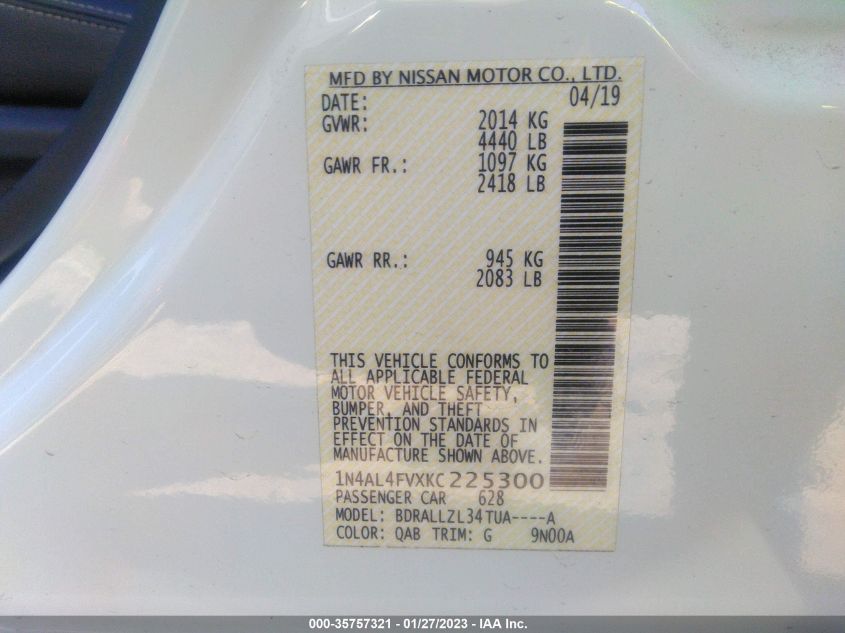 MFD BY NISSAN MOTOR CO., LTD.
DATE: 04/19
GVWR: 2014 KG
4440 LB
GAWR FR.: 1097 KG
2418 LB
GAWR RR.: 945 KG
2083 LB
THIS VEHICLE CONFORMS TO
ALL APPLICABLE FEDERAL
MOTOR VEHICLE SAFETY,
BUMPER, AND THEFT
PREVENTION STANDARDS IN
EFFECT ON THE DATE OF
MANUFACTURE SHOWN ABOVE.
1N4AL4FVXKC225300
PASSENGER CAR 628
MODEL: BDRALLZL34TUA----A
COLOR: QAB TRIM: G 9N00A
000-35757321 | 01/27/2023 - IAA Inc.